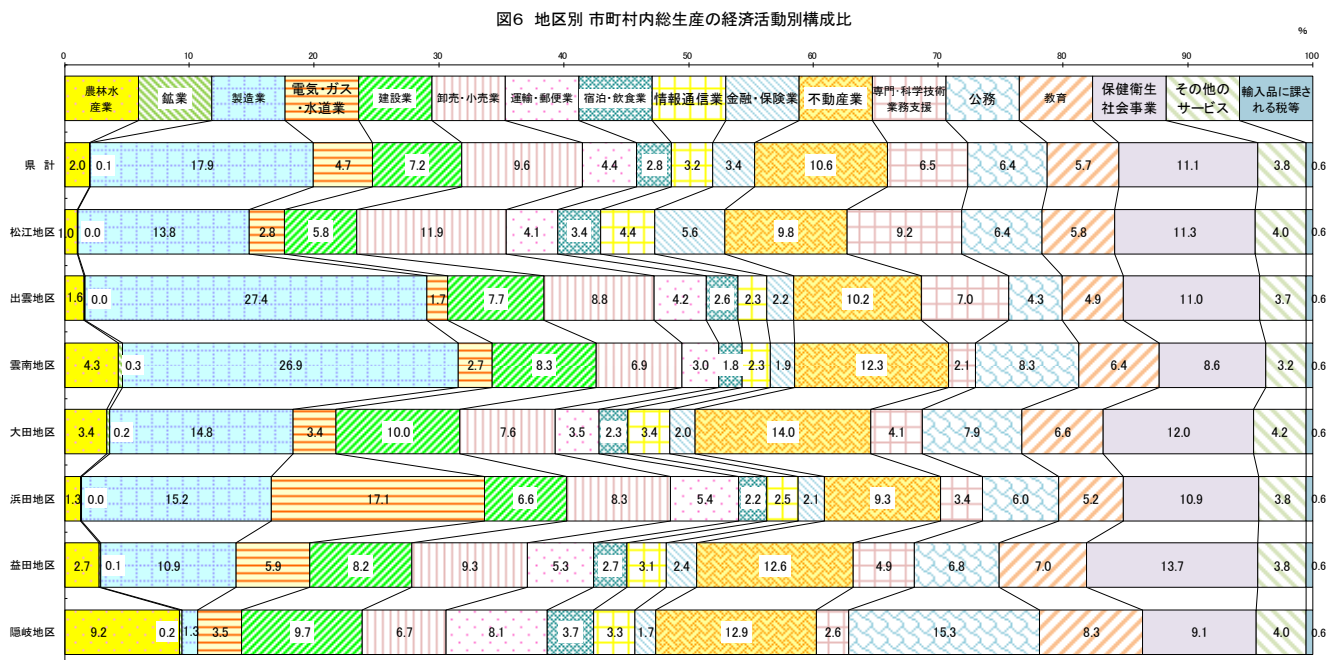 図6 地区別 市町村内総生産の経済活動別構成比
%
0 10 20 30 40 50 60 70 80 90 100
農林水産業 鉱業 製造業 電気・ガス・水道業 建設業 卸売・小売業 運輸・郵便業 宿泊・飲食業 情報通信業 金融・保険業 不動産業 専門・科学技術業務支援 公務 教育 保健衛生社会事業 その他のサービス 輸入品に課される税等
県 計 2.0 0.1 17.9 4.7 7.2 9.6 4.4 2.8 3.2 3.4 10.6 6.5 6.4 5.7 11.1 3.8 0.6
松江地区 1.0 0.0 13.8 2.8 5.8 11.9 4.1 3.4 4.4 5.6 9.8 9.2 6.4 5.8 11.3 4.0 0.6
出雲地区 1.6 0.0 27.4 1.7 7.7 8.8 4.2 2.6 2.3 2.2 10.2 7.0 4.3 4.9 11.0 3.7 0.6
雲南地区 4.3 0.3 26.9 2.7 8.3 6.9 3.0 1.8 2.3 1.9 12.3 2.1 8.3 6.4 8.6 3.2 0.6
大田地区 3.4 0.2 14.8 3.4 10.0 7.6 3.5 2.3 3.4 2.0 14.0 4.1 7.9 6.6 12.0 4.2 0.6
浜田地区 1.3 0.0 15.2 17.1 6.6 8.3 5.4 2.2 2.5 2.1 9.3 3.4 6.0 5.2 10.9 3.8 0.6
益田地区 2.7 0.1 10.9 5.9 8.2 9.3 5.3 2.7 3.1 2.4 12.6 4.9 6.8 7.0 13.7 3.8 0.6
隠岐地区 9.2 0.2 1.3 3.5 9.7 6.7 8.1 3.7 3.3 1.7 12.9 2.6 15.3 8.3 9.1 4.0 0.6